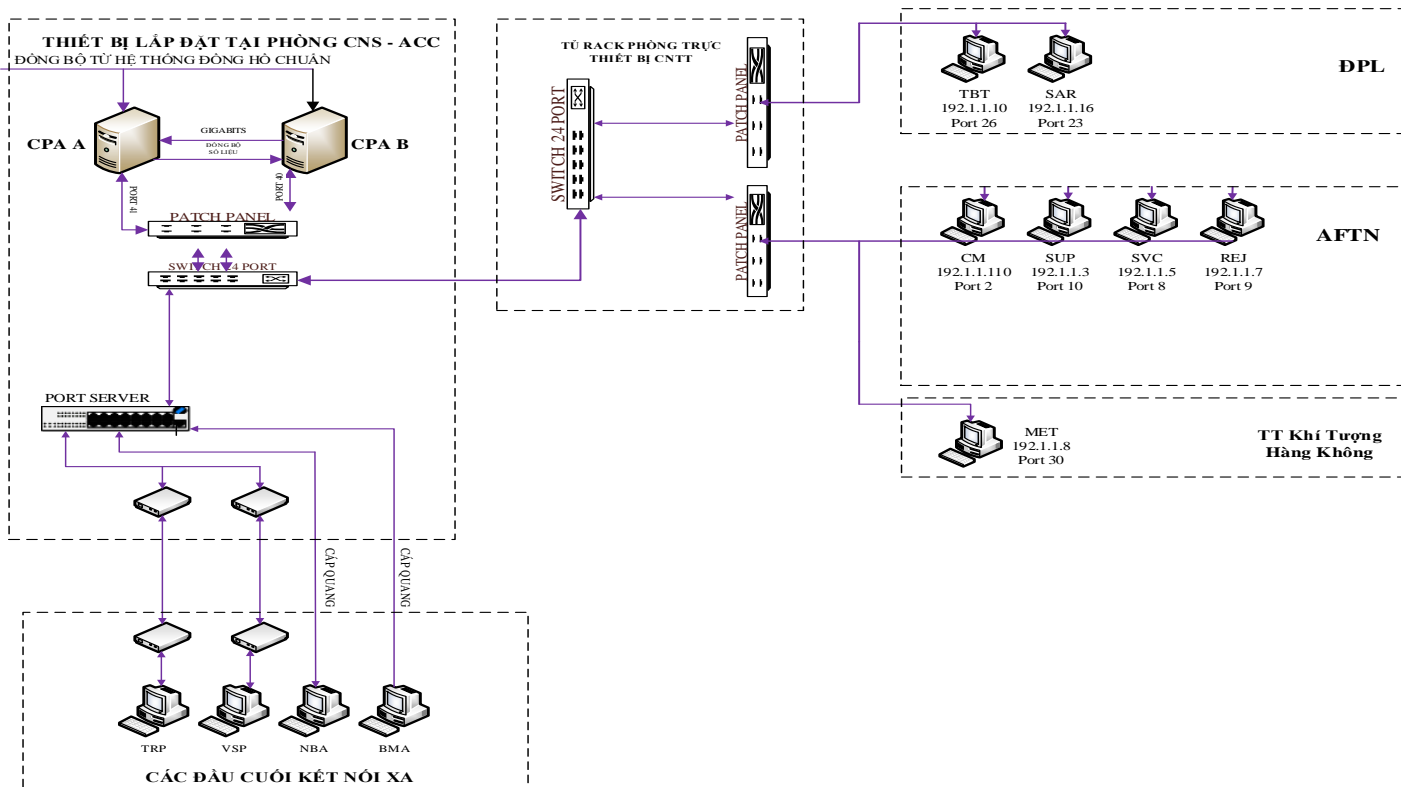 THIẾT BỊ LẮP ĐẶT TẠI PHÒNG CNS - ACC
ĐỒNG BỘ TỪ HỆ THỐNG ĐỒNG HỒ CHUẨN
CPA A
GIGABITS
ĐỒNG BỘ
SỐ LIỆU
CPA B
PORT 41
PORT 40
PATCH PANEL
SWITCH 24 PORT
PORT SERVER
CÁP QUANG
CÁP QUANG
TRP
VSP
NBA
BMA
CÁC ĐẦU CUỐI KẾT NỐI XA
TỦ RACK PHÒNG TRỰC
THIẾT BỊ CNTT
SWITCH 24 PORT
PATCH PANEL
PATCH PANEL
TBT
192.1.1.10
Port 26
SAR
192.1.1.16
Port 23
ĐPL
CM
192.1.1.110
Port 2
SUP
192.1.1.3
Port 10
SVC
192.1.1.5
Port 8
REJ
192.1.1.7
Port 9
AFTN
MET
192.1.1.8
Port 30
TT Khí Tượng
Hàng Không